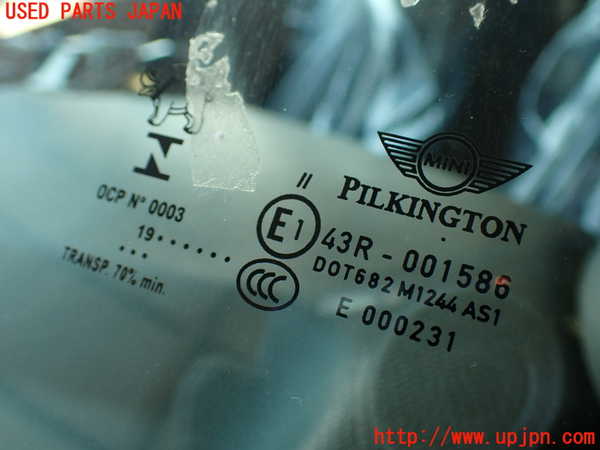 USED PARTS JAPAN
MINI
PILKINGTON
II
E1
43R - 001586
DOT682 M1244 AS1
E 000231
CCC
OCP N° 0003
19•••••••
•••
TRANSP. 70% min.
http://www.upjpn.com